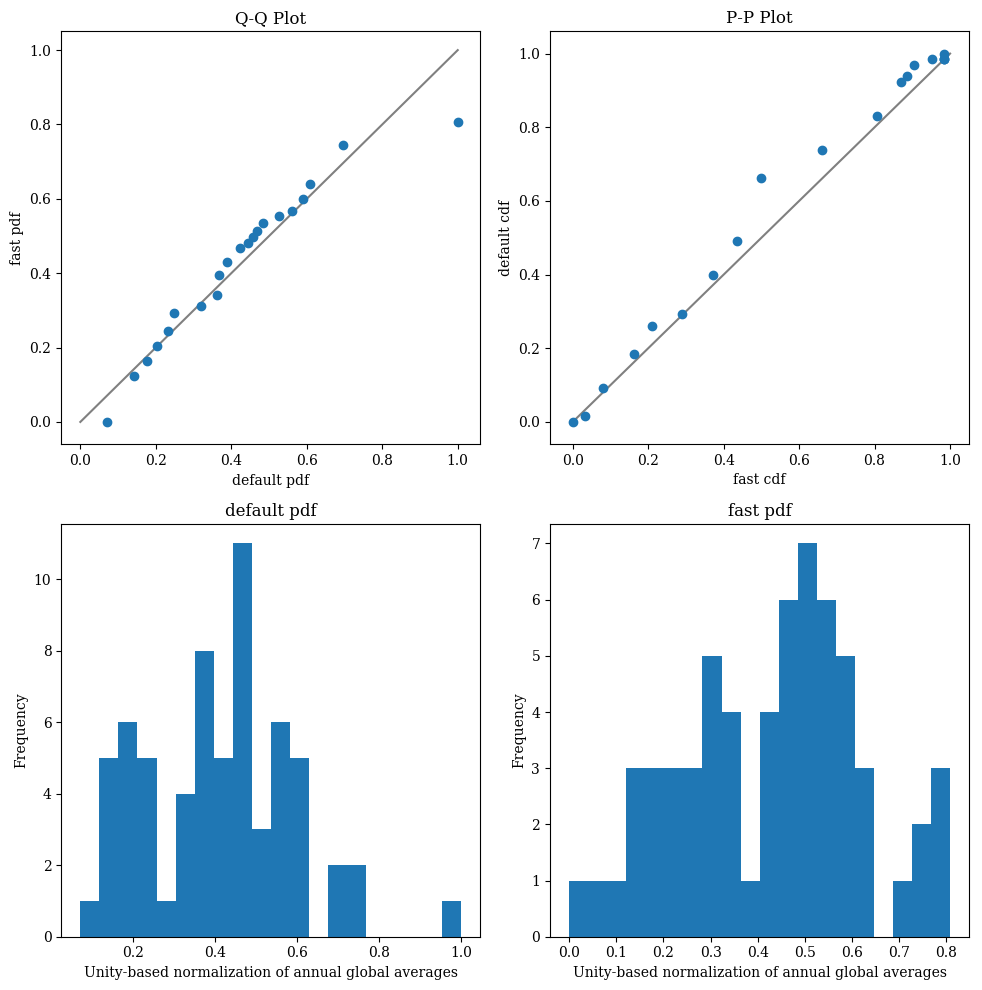 Q-Q Plot
1.0
0.8
0.6
0.4
0.2
0.0
fast pdf
0.0 0.2 0.4 0.6 0.8 1.0
default pdf
P-P Plot
1.0
0.8
0.6
0.4
0.2
0.0
default cdf
0.0 0.2 0.4 0.6 0.8 1.0
fast cdf
default pdf
10
8
6
4
2
0
Frequency
0.2 0.4 0.6 0.8 1.0
Unity-based normalization of annual global averages
fast pdf
7
6
5
4
3
2
1
0
Frequency
0.0 0.1 0.2 0.3 0.4 0.5 0.6 0.7 0.8
Unity-based normalization of annual global averages